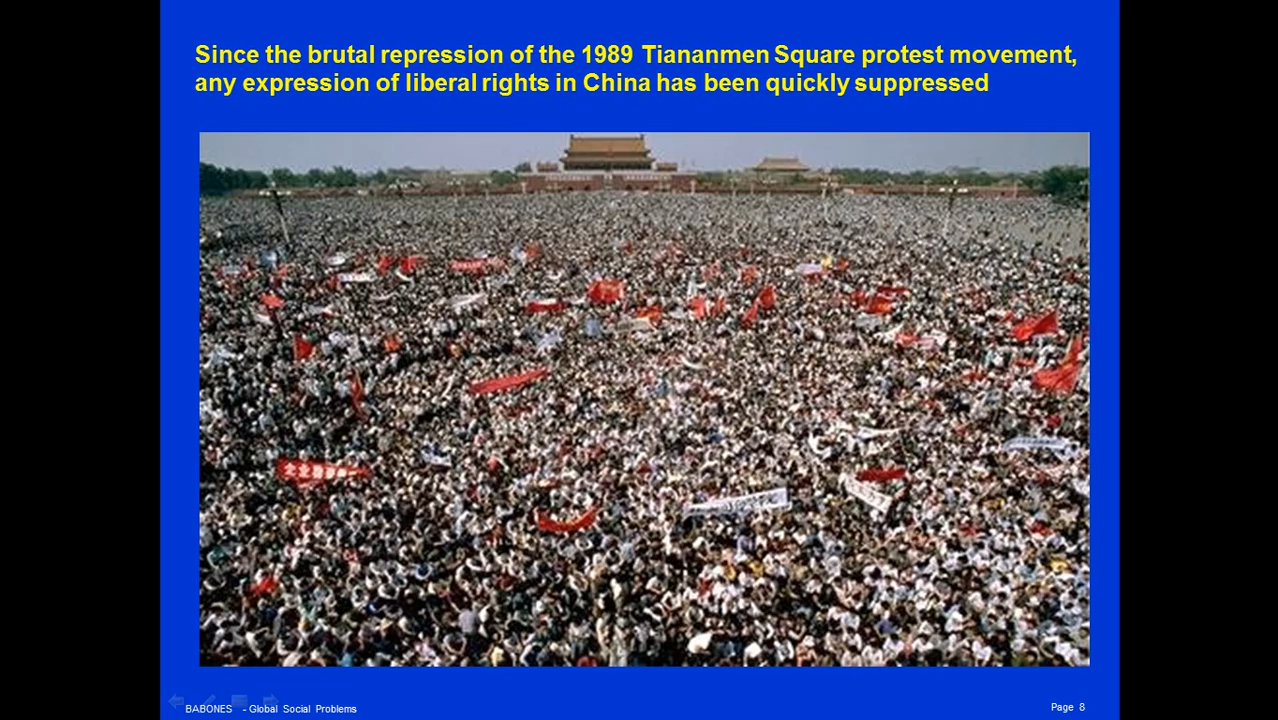 Since the brutal repression of the 1989 Tiananmen Square protest movement,
any expression of liberal rights in China has been quickly suppressed
BABONES - Global Social Problems
Page 8